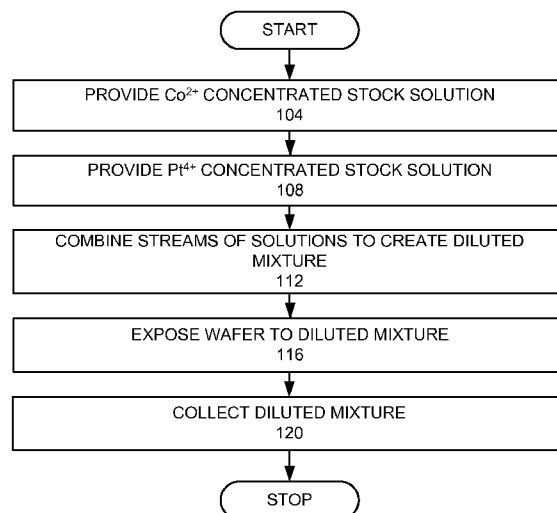 START
PROVIDE Co²⁺ CONCENTRATED STOCK SOLUTION
104
PROVIDE Pt⁴⁺ CONCENTRATED STOCK SOLUTION
108
COMBINE STREAMS OF SOLUTIONS TO CREATE DILUTED
MIXTURE
112
EXPOSE WAFER TO DILUTED MIXTURE
116
COLLECT DILUTED MIXTURE
120
STOP